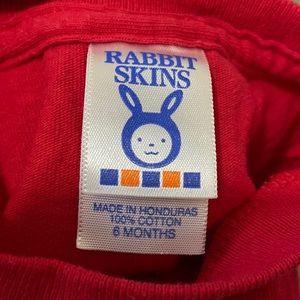 RABBIT
SKINS
MADE IN HONDURAS
100% COTTON
6 MONTHS